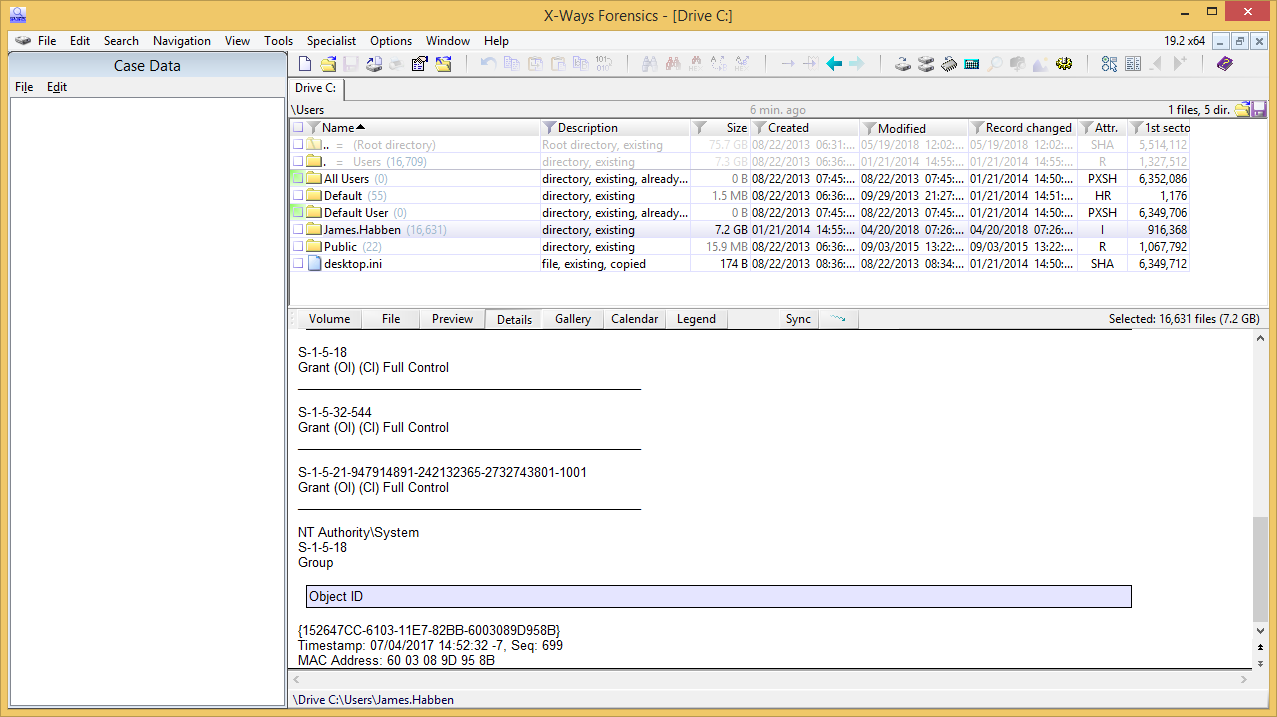 X-Ways Forensics - [Drive C:]
File Edit Search Navigation View Tools Specialist Options Window Help 19.2 x64
Case Data
File Edit
Drive C:
\Users 6 min. ago 1 files, 5 dir.
Name Description Size Created Modified Record changed Attr. 1st secto
.. = (Root directory) Root directory, existing 75.7 GB 08/22/2013 06:31:... 05/19/2018 12:02:... 05/19/2018 12:02:... SHA 5,514,112
. = Users (16,709) directory, existing 7.3 GB 08/22/2013 06:36:... 01/21/2014 14:55:... 01/21/2014 14:55:... R 1,327,512
All Users (0) directory, existing, already... 0 B 08/22/2013 07:45:... 08/22/2013 07:45:... 01/21/2014 14:50:... PXSH 6,352,086
Default (55) directory, existing 1.5 MB 08/22/2013 06:36:... 09/29/2013 21:27:... 01/21/2014 14:51:... HR 1,176
Default User (0) directory, existing, already... 0 B 08/22/2013 07:45:... 08/22/2013 07:45:... 01/21/2014 14:50:... PXSH 6,349,706
James.Habben (16,631) directory, existing 7.2 GB 01/21/2014 14:55:... 04/20/2018 07:26:... 04/20/2018 07:26:... I 916,368
Public (22) directory, existing 15.9 MB 08/22/2013 06:36:... 09/03/2015 13:22:... 09/03/2015 13:22:... R 1,067,792
desktop.ini file, existing, copied 174 B 08/22/2013 08:36:... 08/22/2013 08:34:... 01/21/2014 14:50:... SHA 6,349,712
Volume File Preview Details Gallery Calendar Legend Sync Selected: 16,631 files (7.2 GB)
S-1-5-18
Grant (OI) (CI) Full Control
S-1-5-32-544
Grant (OI) (CI) Full Control
S-1-5-21-947914891-242132365-2732743801-1001
Grant (OI) (CI) Full Control
NT Authority\System
S-1-5-18
Group
Object ID
{152647CC-6103-11E7-82BB-6003089D958B}
Timestamp: 07/04/2017 14:52:32 -7, Seq: 699
MAC Address: 60 03 08 9D 95 8B
\Drive C:\Users\James.Habben